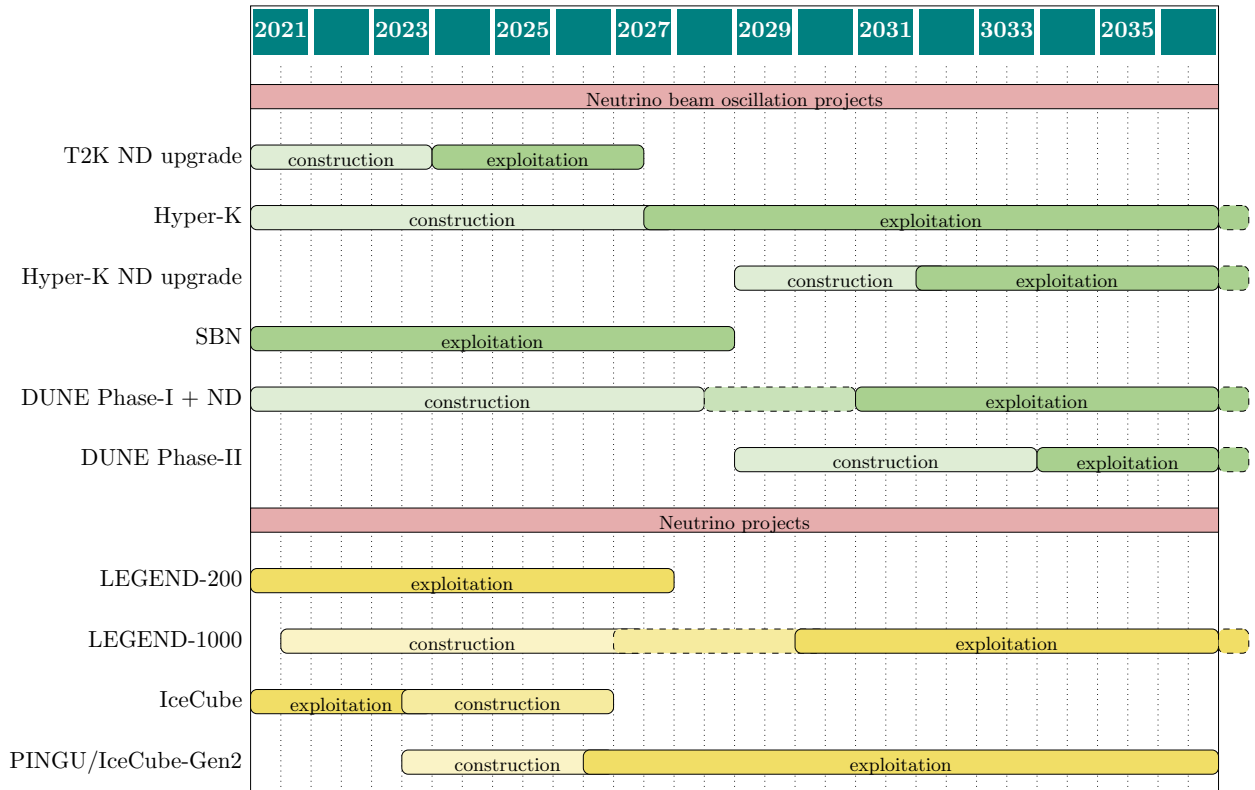 2021 2023 2025 2027 2029 2031 3033 2035
Neutrino beam oscillation projects
T2K ND upgrade construction exploitation
Hyper-K construction exploitation
Hyper-K ND upgrade construction exploitation
SBN exploitation
DUNE Phase-I + ND construction exploitation
DUNE Phase-II construction exploitation
Neutrino projects
LEGEND-200 exploitation
LEGEND-1000 construction exploitation
IceCube exploitation construction
PINGU/IceCube-Gen2 construction exploitation